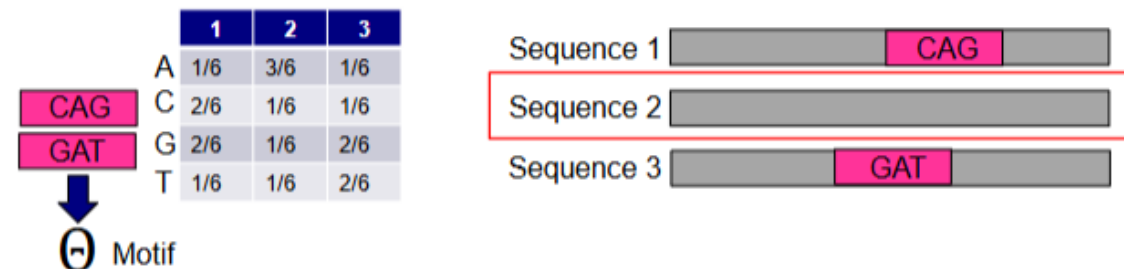 1 2 3
A 1/6 3/6 1/6
CAG C 2/6 1/6 1/6
GAT G 2/6 1/6 2/6
T 1/6 1/6 2/6
Θ Motif
Sequence 1 CAG
Sequence 2
Sequence 3 GAT